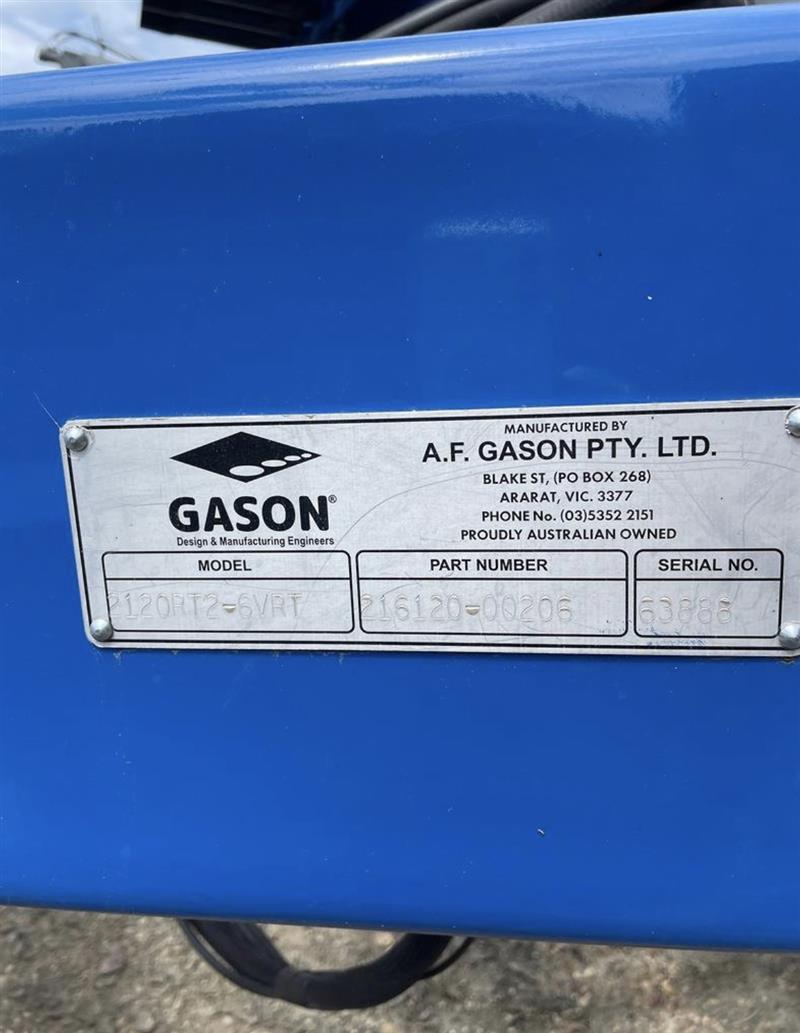 GASON®
Design & Manufacturing Engineers
MANUFACTURED BY
A.F. GASON PTY. LTD.
BLAKE ST, (PO BOX 268)
ARARAT, VIC. 3377
PHONE No. (03)5352 2151
PROUDLY AUSTRALIAN OWNED
MODEL
2120RT2-6VRT
PART NUMBER
216120-00206
SERIAL NO.
63888